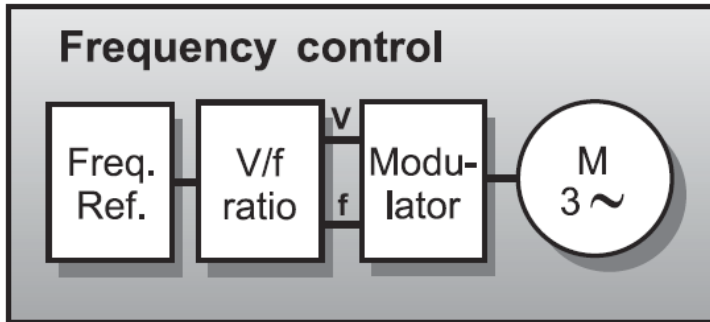 Frequency control
Freq.
Ref.
V/f
ratio
V
f
Modu-
lator
M
3 ~